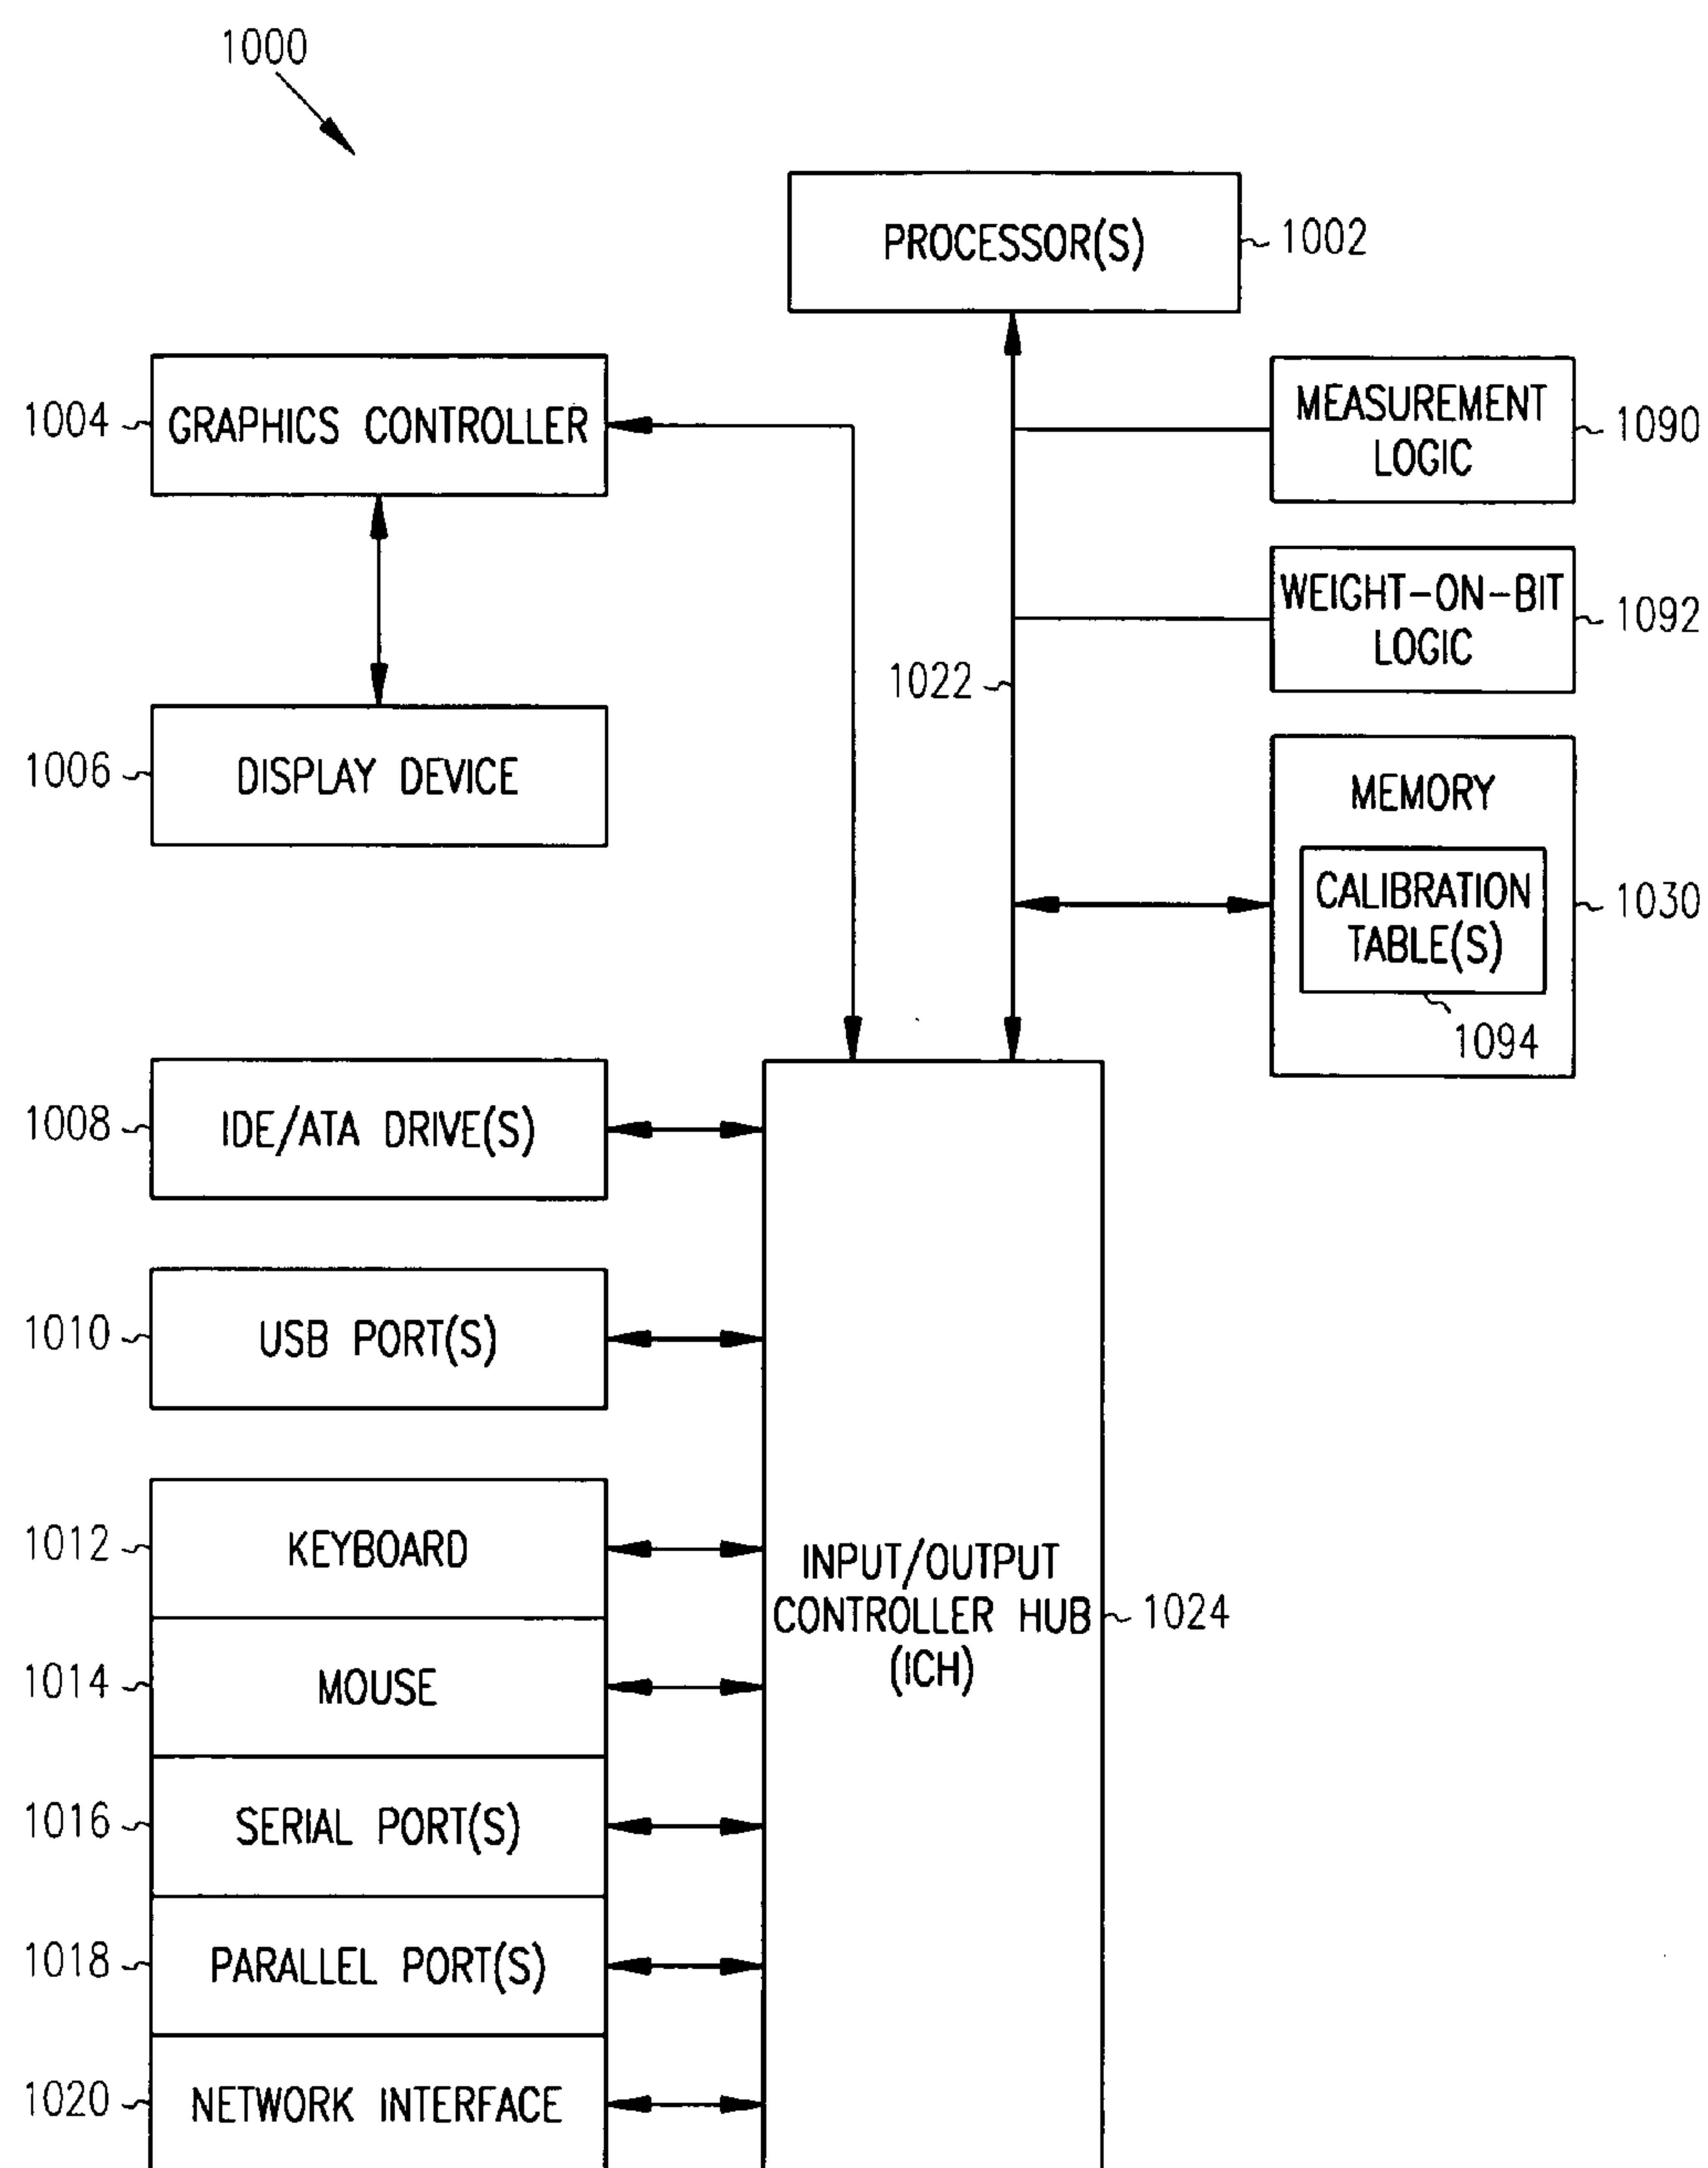 1000
PROCESSOR(S)
1002
1004
GRAPHICS CONTROLLER
MEASUREMENT
LOGIC
1090
WEIGHT-ON-BIT
LOGIC
1092
1022
1006
DISPLAY DEVICE
MEMORY
CALIBRATION
TABLE(S)
1030
1094
1008
IDE/ATA DRIVE(S)
1010
USB PORT(S)
1012
KEYBOARD
INPUT/OUTPUT
CONTROLLER HUB
(ICH)
1024
1014
MOUSE
1016
SERIAL PORT(S)
1018
PARALLEL PORT(S)
1020
NETWORK INTERFACE